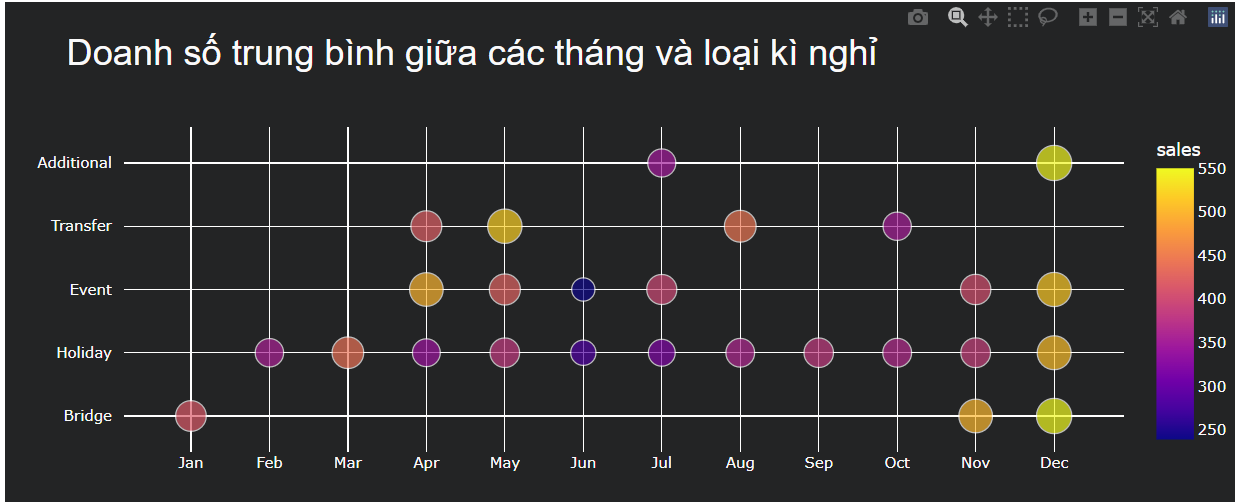 Doanh số trung bình giữa các tháng và loại kì nghỉ
sales
Additional
Transfer
Event
Holiday
Bridge
550
500
450
400
350
300
250
Jan Feb Mar Apr May Jun Jul Aug Sep Oct Nov Dec